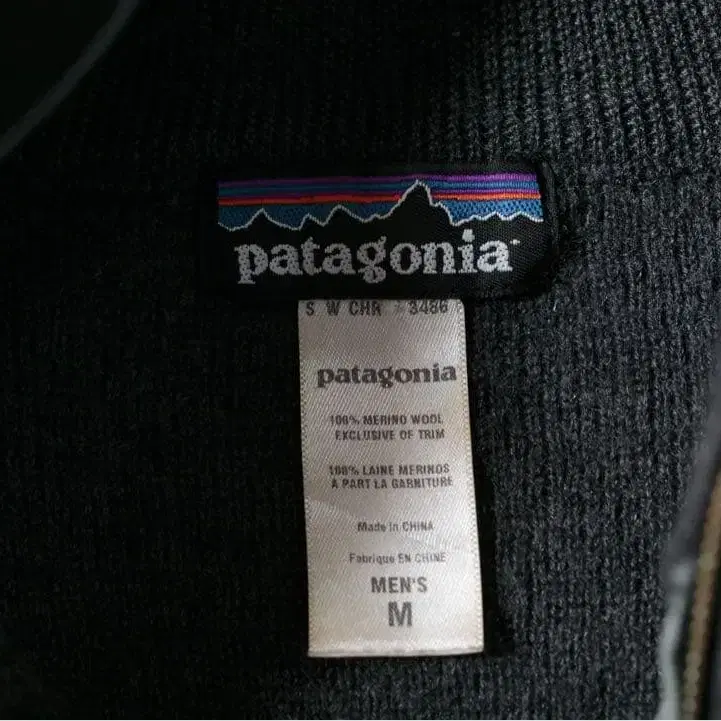 patagonia
S W CHR 3486
patagonia
100% MERINO WOOL
EXCLUSIVE OF TRIM
100% LAINE MERINOS
A PART LA GARNITURE
Made in CHINA
Fabriqué EN CHINE
MEN'S
M